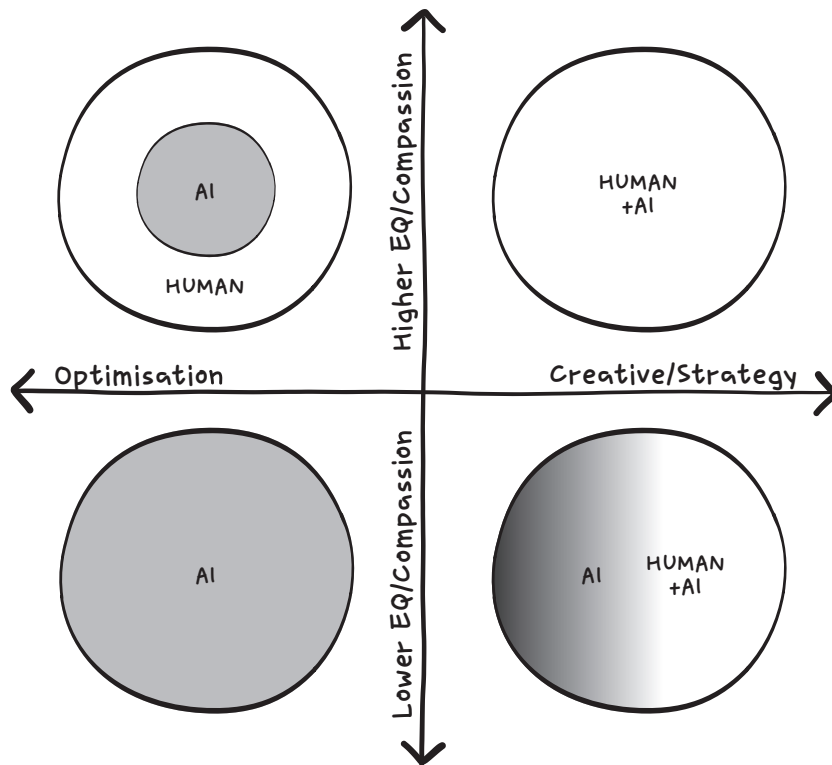 Higher EQ/Compassion
AI
HUMAN
HUMAN
+AI
Optimisation
Creative/Strategy
Lower EQ/Compassion
AI
AI
HUMAN
+AI